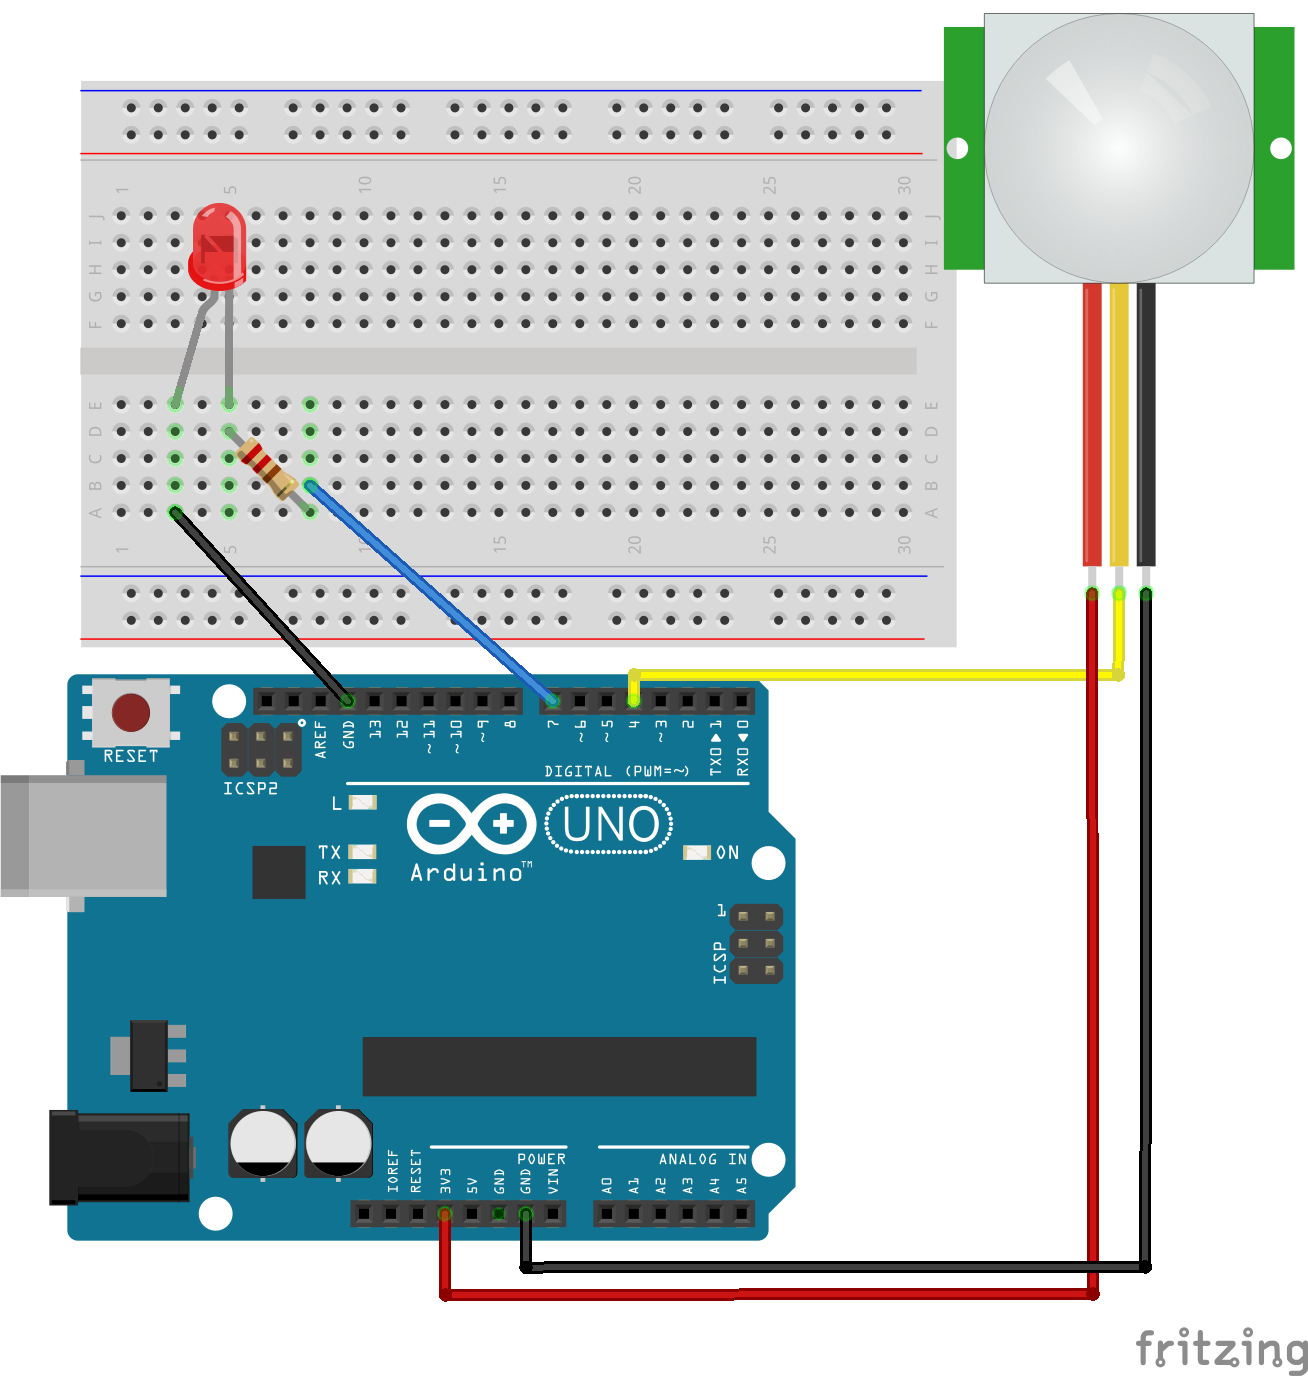 1 5 10 15 20 25 30
J J
I I
H H
G G
F F
E E
D D
C C
B B
A A
1 5 15 20 25 30
RESET
ICSP2
AREF
GND
13
12
~11
~10
~9
8
7
~6
~5
4
~3
2
TX0▶1
RX0◀0
DIGITAL (PWM=~)
L
TX
RX
UNO
Arduino™
ON
1
ICSP
POWER
ANALOG IN
IOREF
RESET
3V3
5V
GND
GND
VIN
A0
A1
A2
A3
A4
A5
fritzing